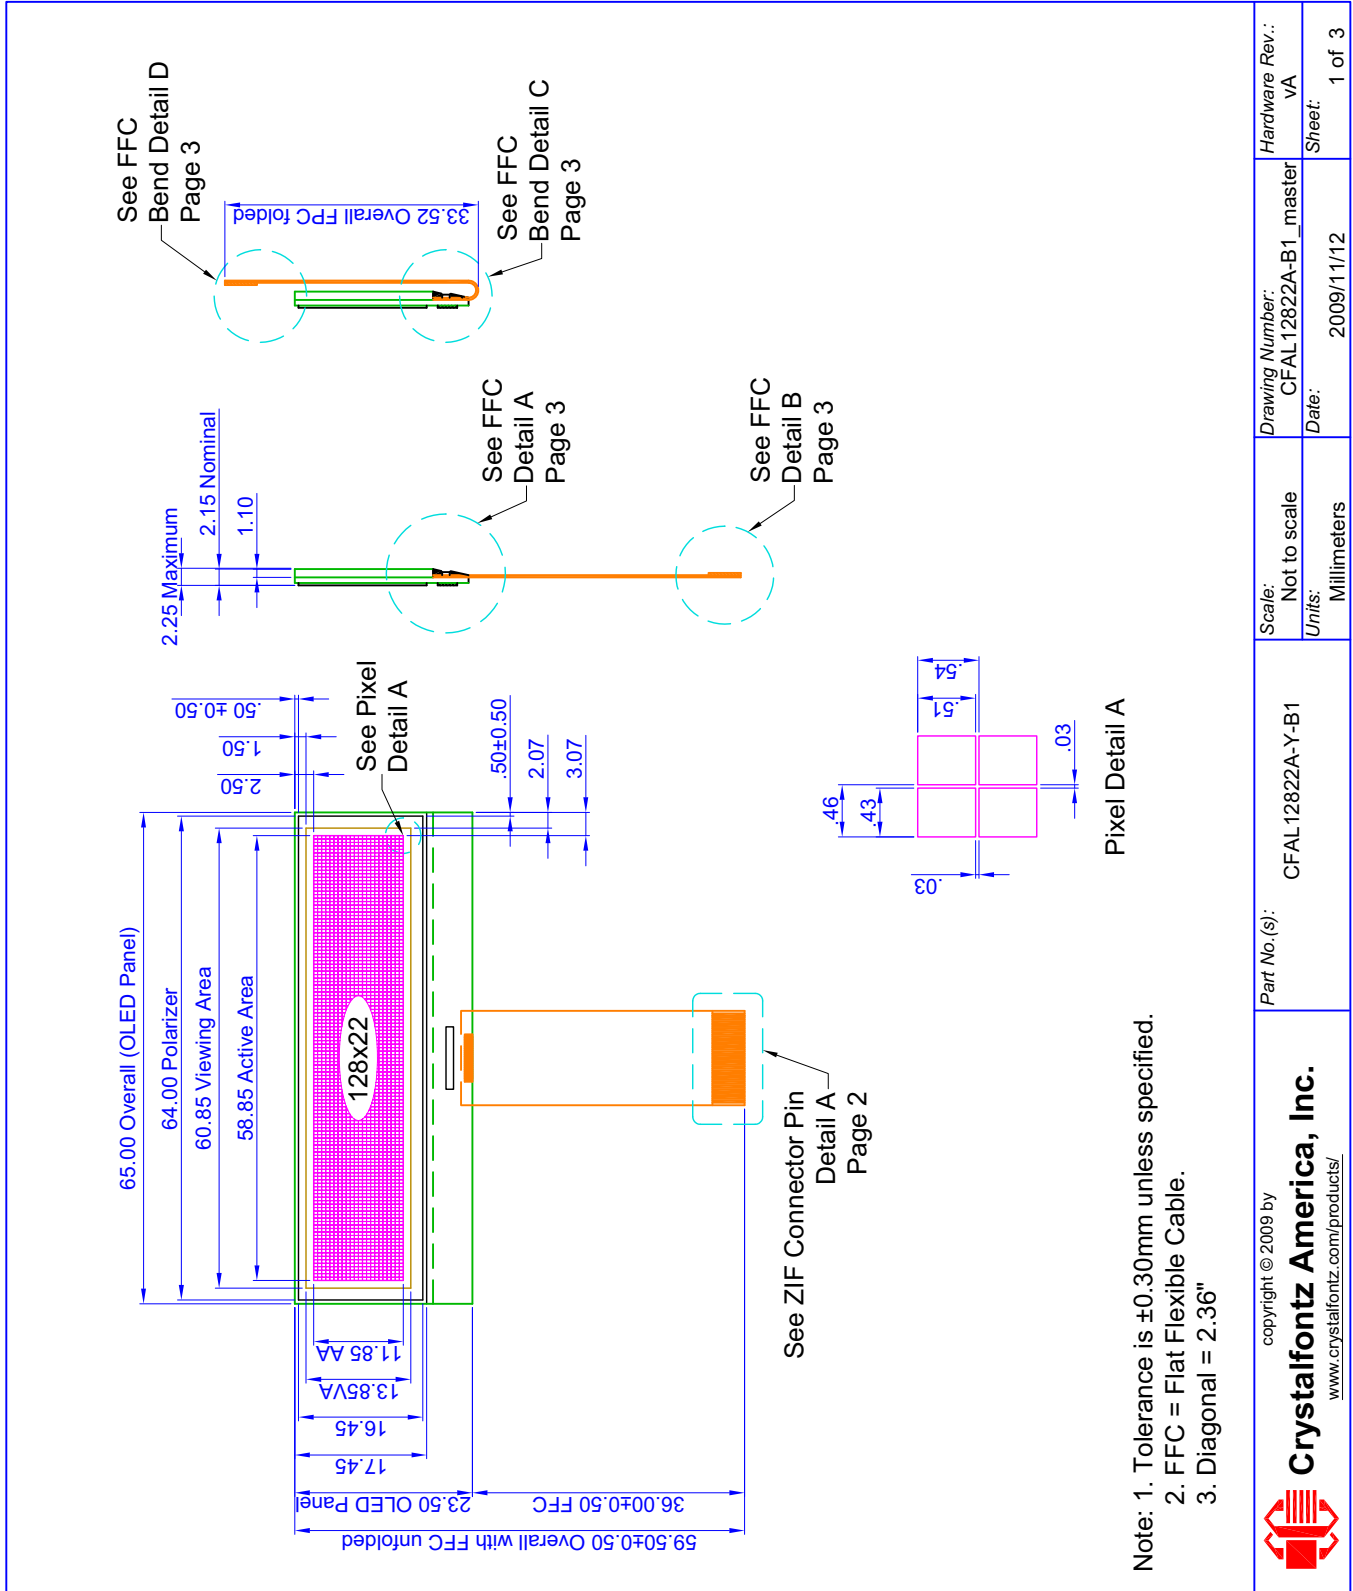 65.00 Overall (OLED Panel)
64.00 Polarizer
60.85 Viewing Area
58.85 Active Area
128x22
.50 ±0.50
1.50
2.50
See Pixel
Detail A
.50±0.50
2.07
3.07
11.85 AA
13.85VA
16.45
17.45
23.50 OLED Panel
36.00±0.50 FFC
59.50±0.50 Overall with FFC unfolded
See ZIF Connector Pin
Detail A
Page 2
2.25 Maximum
2.15 Nominal
1.10
See FFC
Detail A
Page 3
See FFC
Detail B
Page 3
See FFC
Bend Detail D
Page 3
33.52 Overall FPC folded
See FFC
Bend Detail C
Page 3
.46
.43
.03
.51
.54
.03
Pixel Detail A
Note: 1. Tolerance is ±0.30mm unless specified.
2. FFC = Flat Flexible Cable.
3. Diagonal = 2.36"
copyright © 2009 by
Crystalfontz America, Inc.
www.crystalfontz.com/products/
Part No.(s):
CFAL12822A-Y-B1
Scale:
Not to scale
Units:
Millimeters
Drawing Number:
CFAL12822A-B1_master
Date:
2009/11/12
Hardware Rev.:
vA
Sheet:
1 of 3